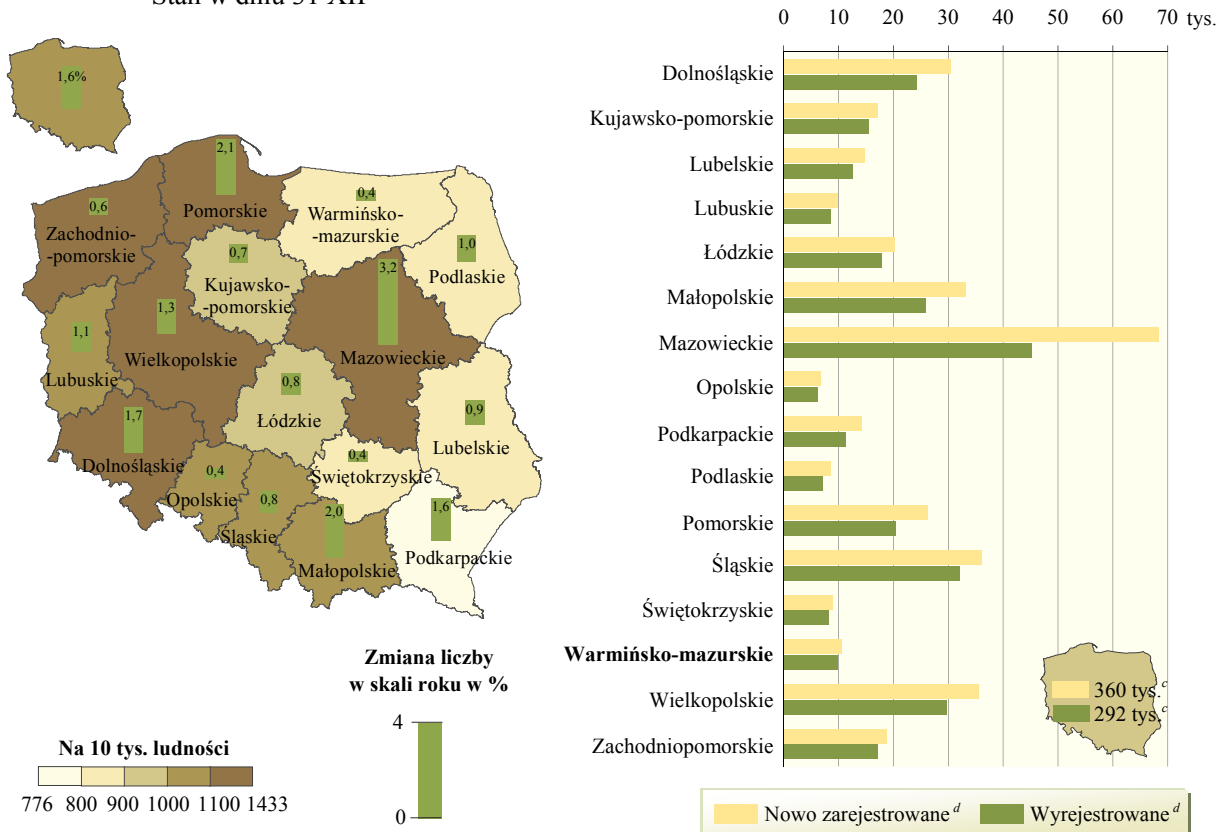 Stan w dniu 31 XII
1,6%
2,1
Pomorskie
0,6
Zachodnio-
-pomorskie
0,4
Warmińsko-
-mazurskie
1,0
Podlaskie
0,7
Kujawsko-
-pomorskie
3,2
Mazowieckie
1,3
Wielkopolskie
1,1
Lubuskie
0,8
Łódzkie
0,9
Lubelskie
1,7
Dolnośląskie
0,4
Opolskie
0,8
Śląskie
0,4
Świętokrzyskie
2,0
Małopolskie
1,6
Podkarpackie
Zmiana liczby
w skali roku w %
4
0
Na 10 tys. ludności
776 800 900 1000 1100 1433
0 10 20 30 40 50 60 70 tys.
Dolnośląskie
Kujawsko-pomorskie
Lubelskie
Lubuskie
Łódzkie
Małopolskie
Mazowieckie
Opolskie
Podkarpackie
Podlaskie
Pomorskie
Śląskie
Świętokrzyskie
Warmińsko-mazurskie
Wielkopolskie
Zachodniopomorskie
360 tys.c
292 tys.c
Nowo zarejestrowane d Wyrejestrowane d